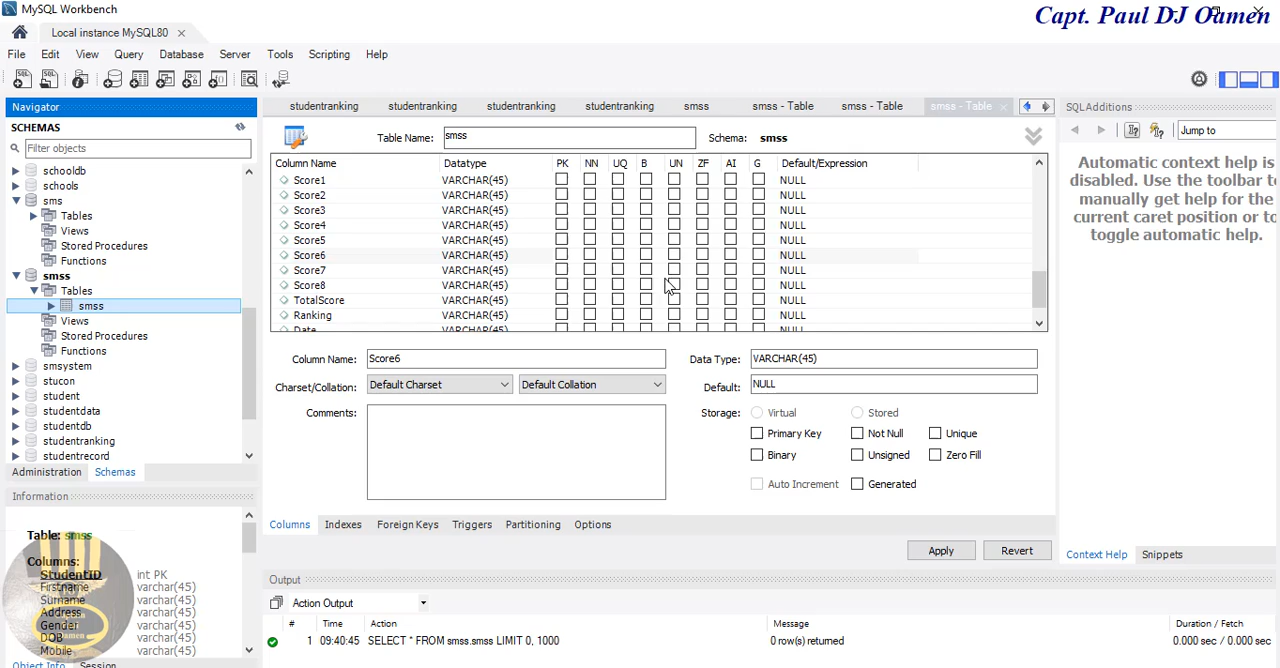 MySQL Workbench
Capt. Paul DJ Oamen
Local instance MySQL80
File Edit View Query Database Server Tools Scripting Help
Navigator
SCHEMAS
Filter objects
schooldb
schools
sms
Tables
Views
Stored Procedures
Functions
smss
Tables
smss
Views
Stored Procedures
Functions
smsystem
stucon
student
studentdata
studentdb
studentranking
studentrecord
Administration Schemas
Information
Table: smss
Columns:
StudentID int PK
Firstname varchar(45)
Surname varchar(45)
Address varchar(45)
Gender varchar(45)
DOB varchar(45)
Mobile varchar(45)
Object Info Session
studentranking studentranking studentranking studentranking smss smss - Table smss - Table smss - Table
Table Name: smss Schema: smss
Column Name Datatype PK NN UQ B UN ZF AI G Default/Expression
Score1 VARCHAR(45) NULL
Score2 VARCHAR(45) NULL
Score3 VARCHAR(45) NULL
Score4 VARCHAR(45) NULL
Score5 VARCHAR(45) NULL
Score6 VARCHAR(45) NULL
Score7 VARCHAR(45) NULL
Score8 VARCHAR(45) NULL
TotalScore VARCHAR(45) NULL
Ranking VARCHAR(45) NULL
Date VARCHAR(45) NULL
Column Name: Score6 Data Type: VARCHAR(45)
Charset/Collation: Default Charset Default Collation Default: NULL
Comments: Storage: Virtual Stored
Primary Key Not Null Unique
Binary Unsigned Zero Fill
Auto Increment Generated
Columns Indexes Foreign Keys Triggers Partitioning Options
Apply Revert
Output
Action Output
# Time Action Message Duration / Fetch
1 09:40:45 SELECT * FROM smss.smss LIMIT 0, 1000 0 row(s) returned 0.000 sec / 0.000 sec
SQLAdditions
Jump to
Automatic context help is
disabled. Use the toolbar to
manually get help for the
current caret position or to
toggle automatic help.
Context Help Snippets